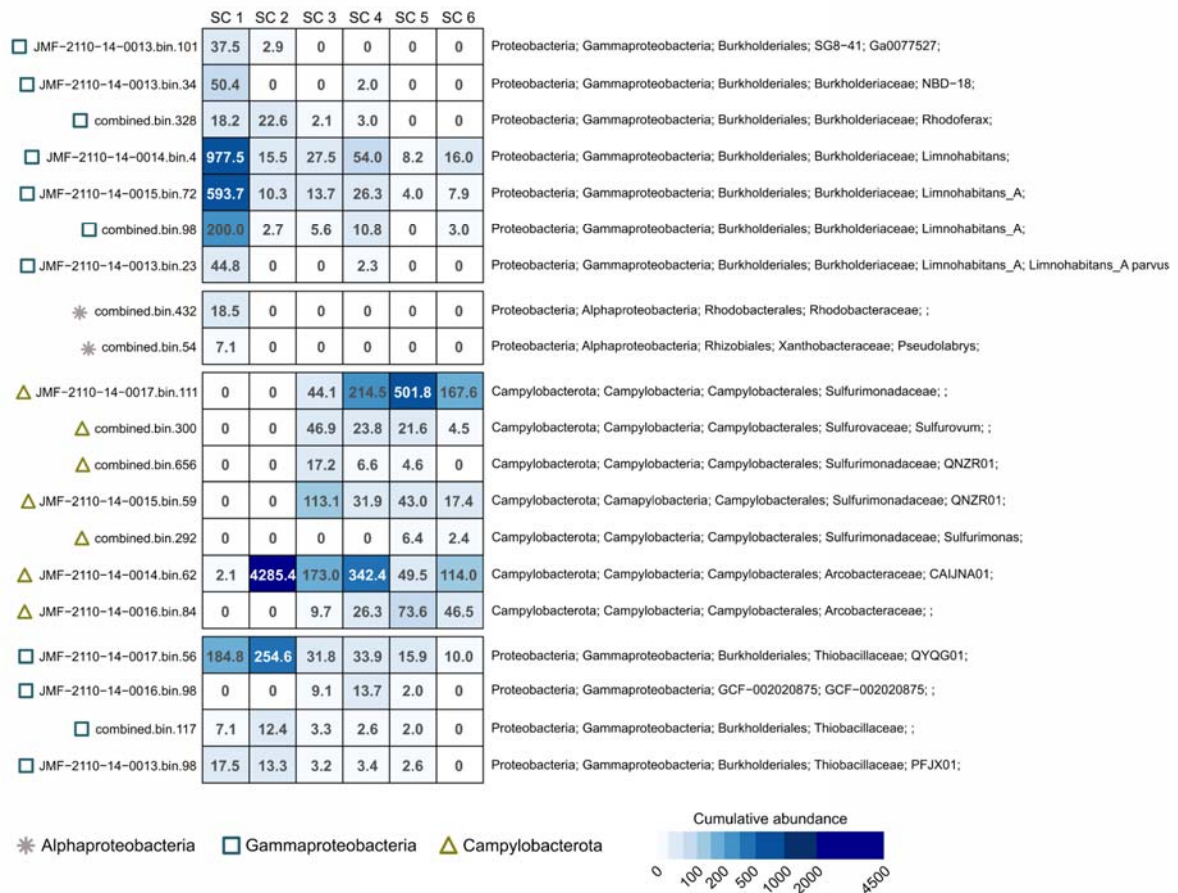 SC 1 SC 2 SC 3 SC 4 SC 5 SC 6
JMF-2110-14-0013.bin.101 37.5 2.9 0 0 0 0 Proteobacteria; Gammaproteobacteria; Burkholderiales; SG8-41; Ga0077527;
JMF-2110-14-0013.bin.34 50.4 0 0 2.0 0 0 Proteobacteria; Gammaproteobacteria; Burkholderiales; Burkholderiaceae; NBD-18;
combined.bin.328 18.2 22.6 2.1 3.0 0 0 Proteobacteria; Gammaproteobacteria; Burkholderiales; Burkholderiaceae; Rhodoferax;
JMF-2110-14-0014.bin.4 977.5 15.5 27.5 54.0 8.2 16.0 Proteobacteria; Gammaproteobacteria; Burkholderiales; Burkholderiaceae; Limnohabitans;
JMF-2110-14-0015.bin.72 593.7 10.3 13.7 26.3 4.0 7.9 Proteobacteria; Gammaproteobacteria; Burkholderiales; Burkholderiaceae; Limnohabitans_A;
combined.bin.98 200.0 2.7 5.6 10.8 0 3.0 Proteobacteria; Gammaproteobacteria; Burkholderiales; Burkholderiaceae; Limnohabitans_A;
JMF-2110-14-0013.bin.23 44.8 0 0 2.3 0 0 Proteobacteria; Gammaproteobacteria; Burkholderiales; Burkholderiaceae; Limnohabitans_A; Limnohabitans_A parvus
combined.bin.432 18.5 0 0 0 0 0 Proteobacteria; Alphaproteobacteria; Rhodobacterales; Rhodobacteraceae; ;
combined.bin.54 7.1 0 0 0 0 0 Proteobacteria; Alphaproteobacteria; Rhizobiales; Xanthobacteraceae; Pseudolabrys;
JMF-2110-14-0017.bin.111 0 0 44.1 214.5 501.8 167.6 Campylobacterota; Campylobacteria; Campylobacterales; Sulfurimonadaceae; ;
combined.bin.300 0 0 46.9 23.8 21.6 4.5 Campylobacterota; Campylobacteria; Campylobacterales; Sulfurovaceae; Sulfurovum; ;
combined.bin.656 0 0 17.2 6.6 4.6 0 Campylobacterota; Campylobacteria; Campylobacterales; Sulfurimonadaceae; QNZR01;
JMF-2110-14-0015.bin.59 0 0 113.1 31.9 43.0 17.4 Campylobacterota; Camapylobacteria; Campylobacterales; Sulfurimonadaceae; QNZR01;
combined.bin.292 0 0 0 0 6.4 2.4 Campylobacterota; Campylobacteria; Campylobacterales; Sulfurimonadaceae; Sulfurimonas;
JMF-2110-14-0014.bin.62 2.1 4285.4 173.0 342.4 49.5 114.0 Campylobacterota; Campylobacteria; Campylobacterales; Arcobacteraceae; CAIJNA01;
JMF-2110-14-0016.bin.84 0 0 9.7 26.3 73.6 46.5 Campylobacterota; Campylobacteria; Campylobacterales; Arcobacteraceae; ;
JMF-2110-14-0017.bin.56 184.8 254.6 31.8 33.9 15.9 10.0 Proteobacteria; Gammaproteobacteria; Burkholderiales; Thiobacillaceae; QYQG01;
JMF-2110-14-0016.bin.98 0 0 9.1 13.7 2.0 0 Proteobacteria; Gammaproteobacteria; GCF-002020875; GCF-002020875; ;
combined.bin.117 7.1 12.4 3.3 2.6 2.0 0 Proteobacteria; Gammaproteobacteria; Burkholderiales; Thiobacillaceae; ;
JMF-2110-14-0013.bin.98 17.5 13.3 3.2 3.4 2.6 0 Proteobacteria; Gammaproteobacteria; Burkholderiales; Thiobacillaceae; PFJX01;
Cumulative abundance
Alphaproteobacteria Gammaproteobacteria Campylobacterota
0 100 200 500 1000 2000 4500